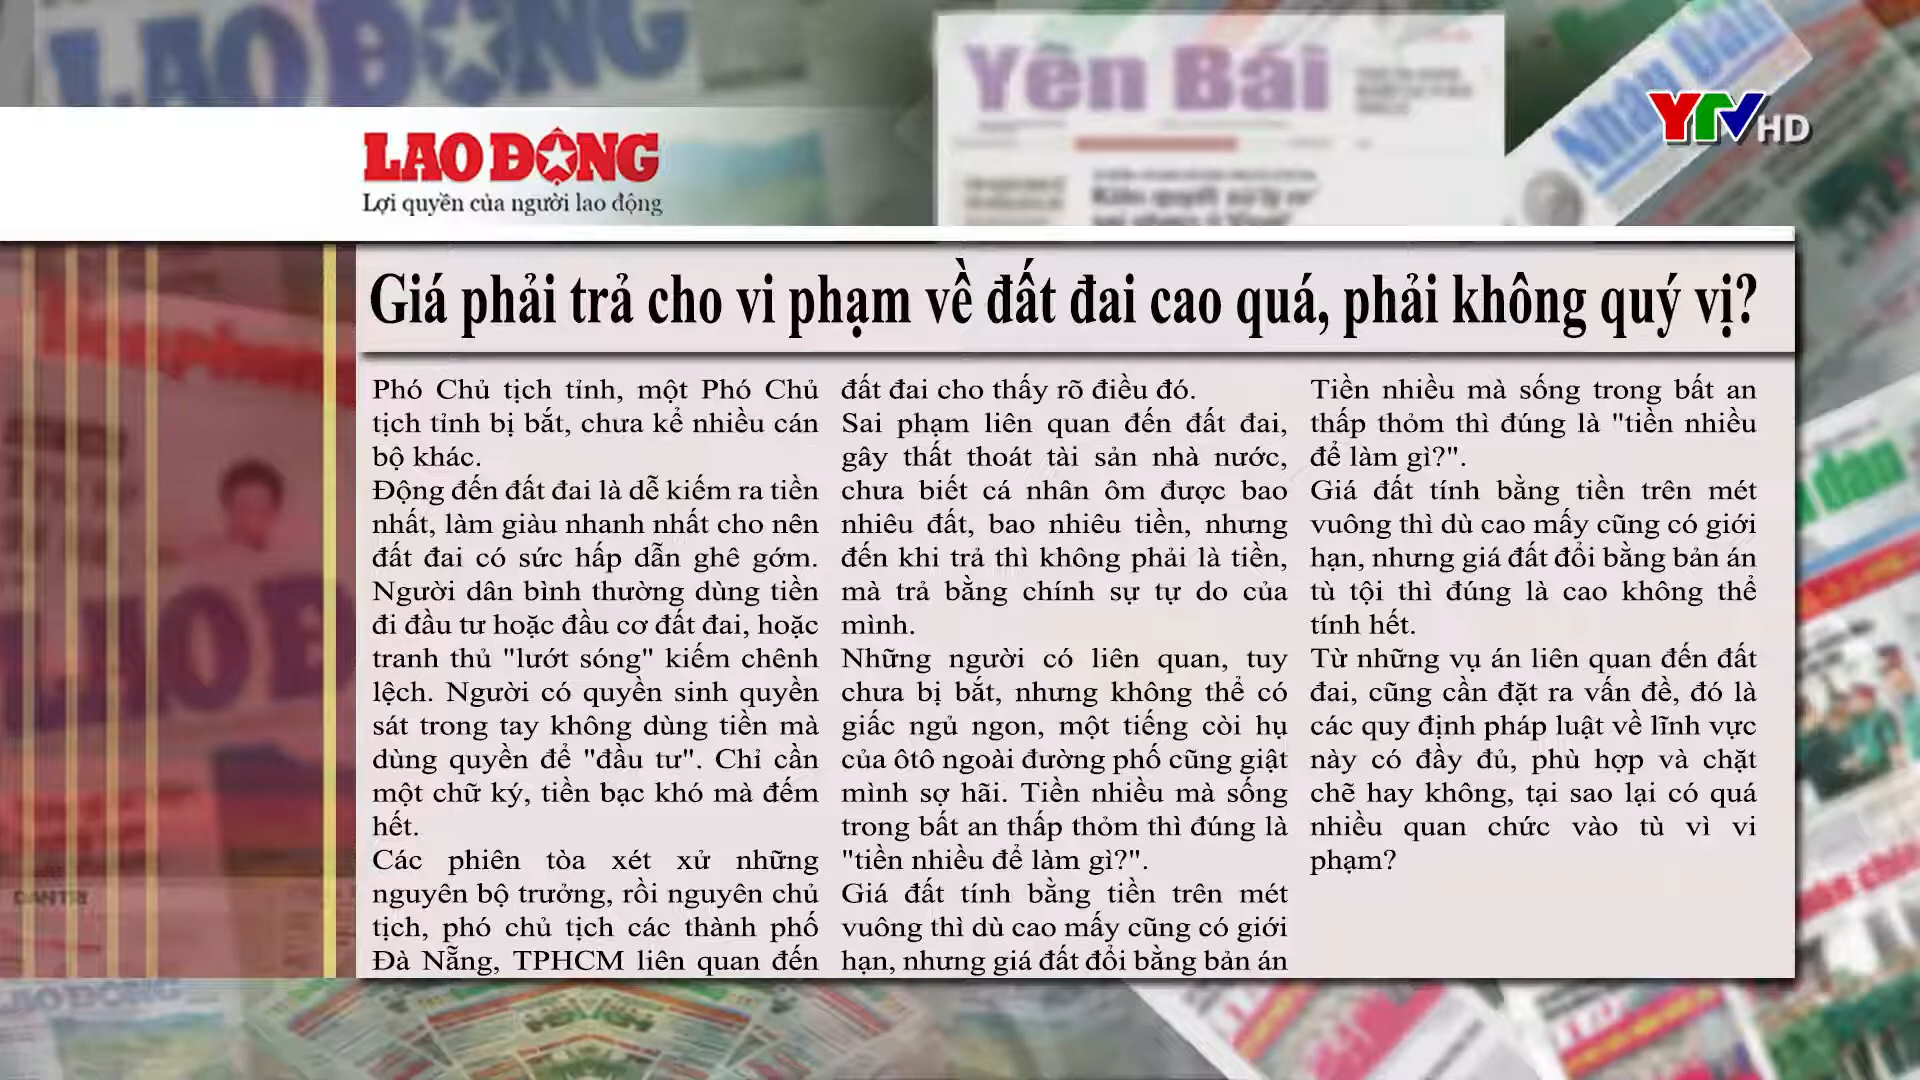 LAO ĐỘNG
Yên Bái
Nhân Dân
YTV HD
LAO ĐỘNG
Lợi quyền của người lao động
Giá phải trả cho vi phạm về đất đai cao quá, phải không quý vị?
Phó Chủ tịch tỉnh, một Phó Chủ
tịch tỉnh bị bắt, chưa kể nhiều cán
bộ khác.
Động đến đất đai là dễ kiếm ra tiền
nhất, làm giàu nhanh nhất cho nên
đất đai có sức hấp dẫn ghê gớm.
Người dân bình thường dùng tiền
đi đầu tư hoặc đầu cơ đất đai, hoặc
tranh thủ "lướt sóng" kiếm chênh
lệch. Người có quyền sinh quyền
sát trong tay không dùng tiền mà
dùng quyền để "đầu tư". Chỉ cần
một chữ ký, tiền bạc khó mà đếm
hết.
Các phiên tòa xét xử những
nguyên bộ trưởng, rồi nguyên chủ
tịch, phó chủ tịch các thành phố
Đà Nẵng, TPHCM liên quan đến
đất đai cho thấy rõ điều đó.
Sai phạm liên quan đến đất đai,
gây thất thoát tài sản nhà nước,
chưa biết cá nhân ôm được bao
nhiêu đất, bao nhiêu tiền, nhưng
đến khi trả thì không phải là tiền,
mà trả bằng chính sự tự do của
mình.
Những người có liên quan, tuy
chưa bị bắt, nhưng không thể có
giấc ngủ ngon, một tiếng còi hụ
của ôtô ngoài đường phố cũng giật
mình sợ hãi. Tiền nhiều mà sống
trong bất an thấp thỏm thì đúng là
"tiền nhiều để làm gì?".
Giá đất tính bằng tiền trên mét
vuông thì dù cao mấy cũng có giới
hạn, nhưng giá đất đổi bằng bản án
Tiền nhiều mà sống trong bất an
thấp thỏm thì đúng là "tiền nhiều
để làm gì?".
Giá đất tính bằng tiền trên mét
vuông thì dù cao mấy cũng có giới
hạn, nhưng giá đất đổi bằng bản án
tù tội thì đúng là cao không thể
tính hết.
Từ những vụ án liên quan đến đất
đai, cũng cần đặt ra vấn đề, đó là
các quy định pháp luật về lĩnh vực
này có đầy đủ, phù hợp và chặt
chẽ hay không, tại sao lại có quá
nhiều quan chức vào tù vì vi
phạm?
LAO ĐỘNG
DANTRI
LAO ĐỘNG